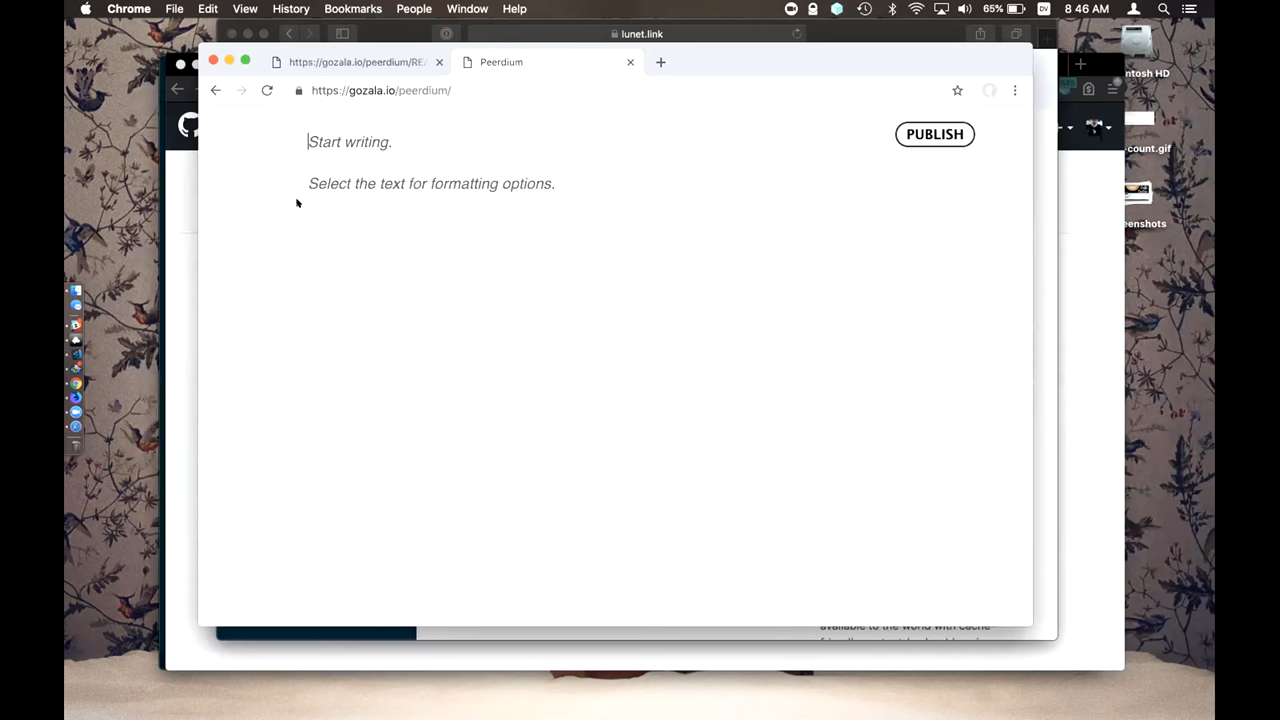 Chrome File Edit View History Bookmarks People Window Help 65% DV 8:46 AM
lunet.link
https://gozala.io/peerdium/RE Peerdium
https://gozala.io/peerdium/
ntosh HD
Start writing.
PUBLISH
-count.gif
Select the text for formatting options.
eenshots
available to the world with cache